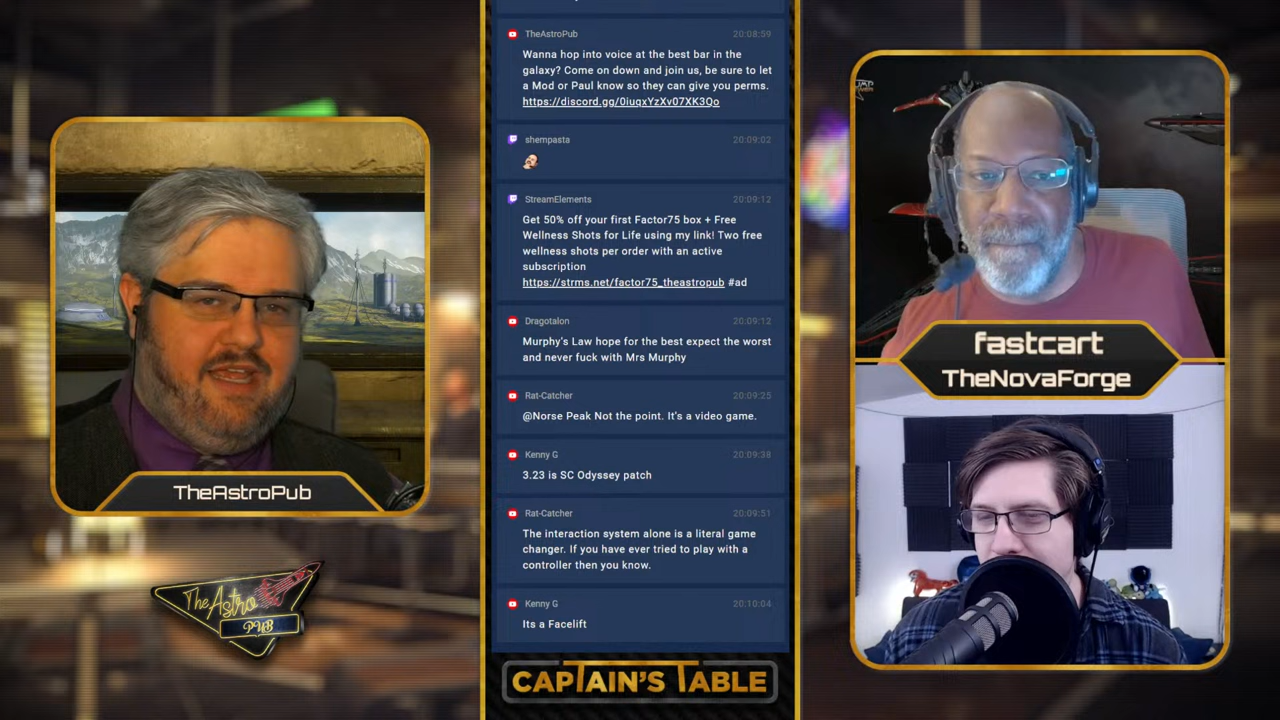 TheAstroPub
20:08:59
Wanna hop into voice at the best bar in the
galaxy? Come on down and join us, be sure to let
a Mod or Paul know so they can give you perms.
https://discord.gg/0iuqxYzXv07XK3Qo
shempasta
20:09:02
StreamElements
20:09:12
Get 50% off your first Factor75 box + Free
Wellness Shots for Life using my link! Two free
wellness shots per order with an active
subscription
https://strms.net/factor75_theastropub #ad
Dragotalon
20:09:12
Murphy's Law hope for the best expect the worst
and never fuck with Mrs Murphy
Rat-Catcher
20:09:25
@Norse Peak Not the point. It's a video game.
Kenny G
20:09:38
3.23 is SC Odyssey patch
Rat-Catcher
20:09:51
The interaction system alone is a literal game
changer. If you have ever tried to play with a
controller then you know.
Kenny G
20:10:04
Its a Facelift
CAPTAIN'S TABLE
TheAstroPub
The Astro
PUB
fastcart
TheNovaForge